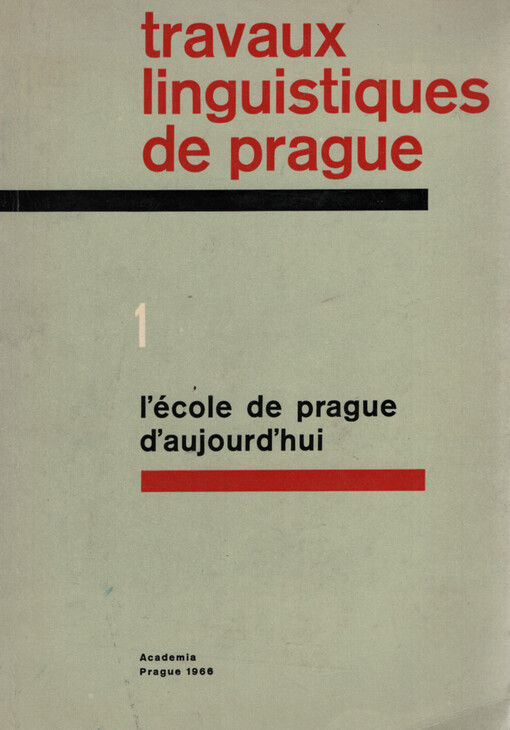 travaux
linguistiques
de prague
1
l'école de prague
d'aujourd'hui
Academia
Prague 1966